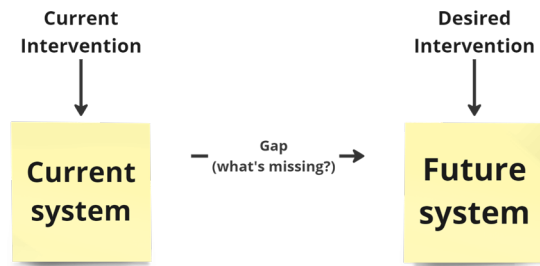 Current
Intervention
Desired
Intervention
Current
system
Gap
(what's missing?)
Future
system